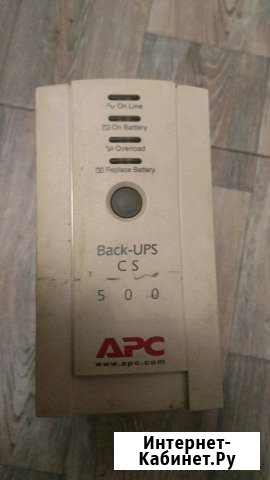 On Line
On Battery
Overload
Replace Battery
Back-UPS
CS
500
APC
www.apc.com
Интернет-
Кабинет.Ру